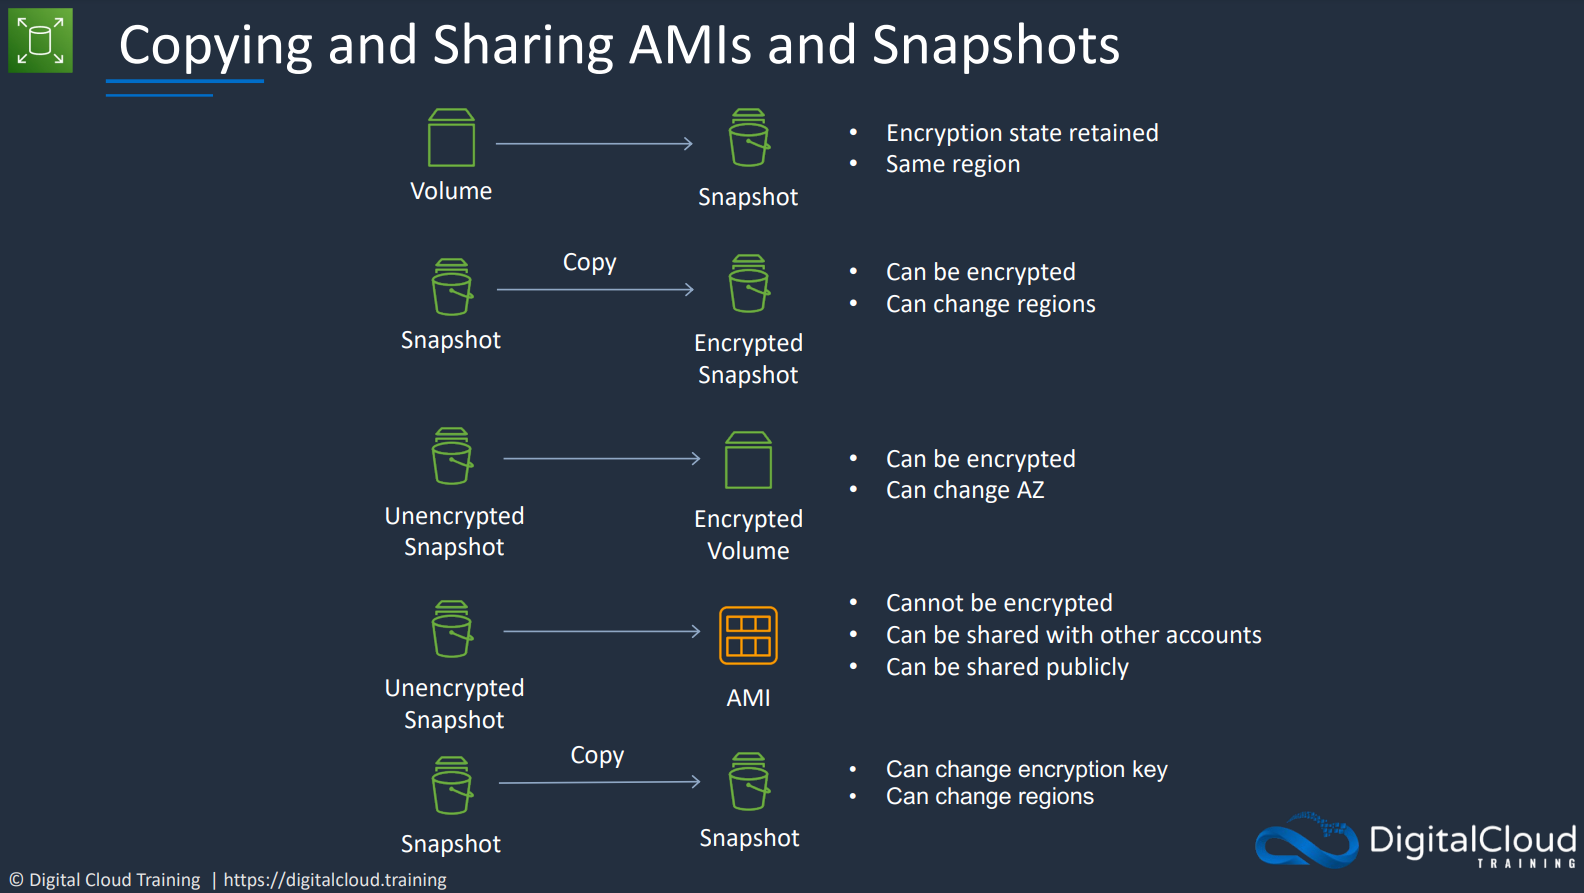 Copying and Sharing AMIs and Snapshots
Volume
Snapshot
• Encryption state retained
• Same region
Copy
Snapshot
Encrypted
Snapshot
• Can be encrypted
• Can change regions
Unencrypted
Snapshot
Encrypted
Volume
• Can be encrypted
• Can change AZ
Unencrypted
Snapshot
AMI
• Cannot be encrypted
• Can be shared with other accounts
• Can be shared publicly
Copy
Snapshot
Snapshot
• Can change encryption key
• Can change regions
DigitalCloud
TRAINING
© Digital Cloud Training | https://digitalcloud.training